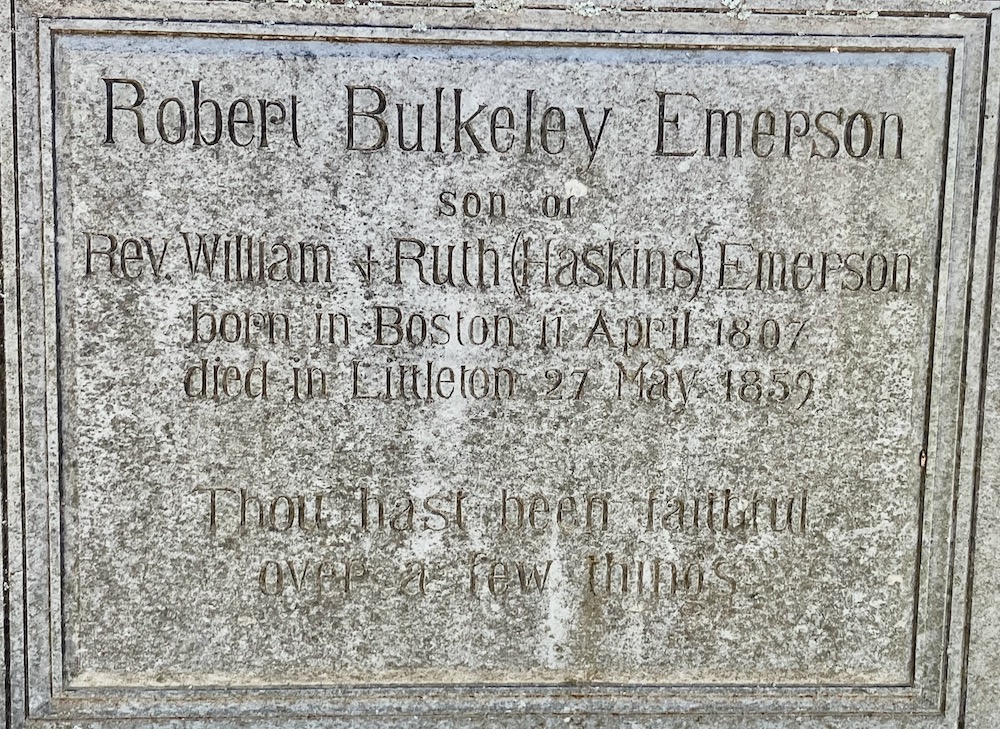 Robert Bulkeley Emerson
son of
Rev. William + Ruth (Haskins) Emerson
born in Boston 11 April 1807
died in Littleton 27 May 1859
Thou hast been faithful
over a few things.